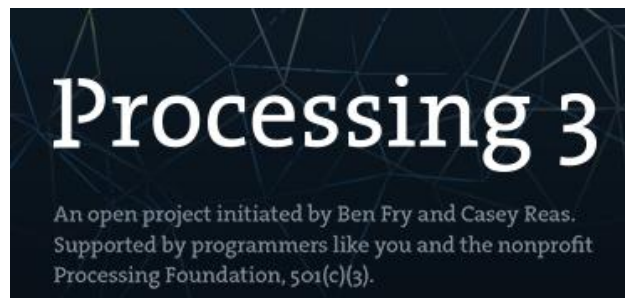 Processing 3
An open project initiated by Ben Fry and Casey Reas.
Supported by programmers like you and the nonprofit
Processing Foundation, 501(c)(3).